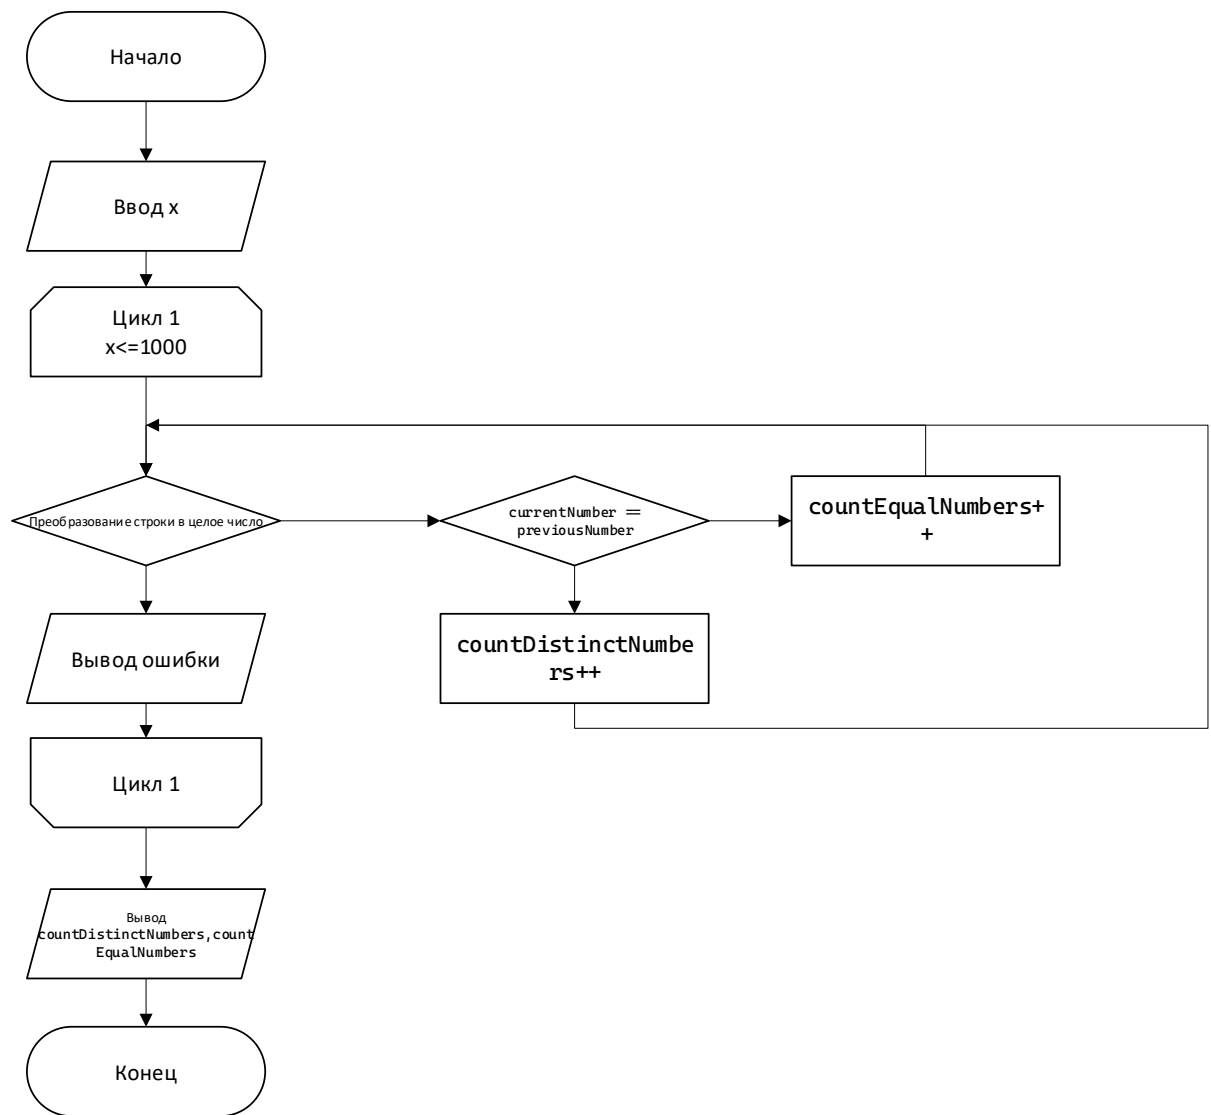 Начало
Ввод x
Цикл 1
x<=1000
Преобразование строки в целое число
currentNumber ==
previousNumber
countEqualNumbers+
+
Вывод ошибки
countDistinctNumbe
rs++
Цикл 1
Вывод
countDistinctNumbers,count
EqualNumbers
Конец